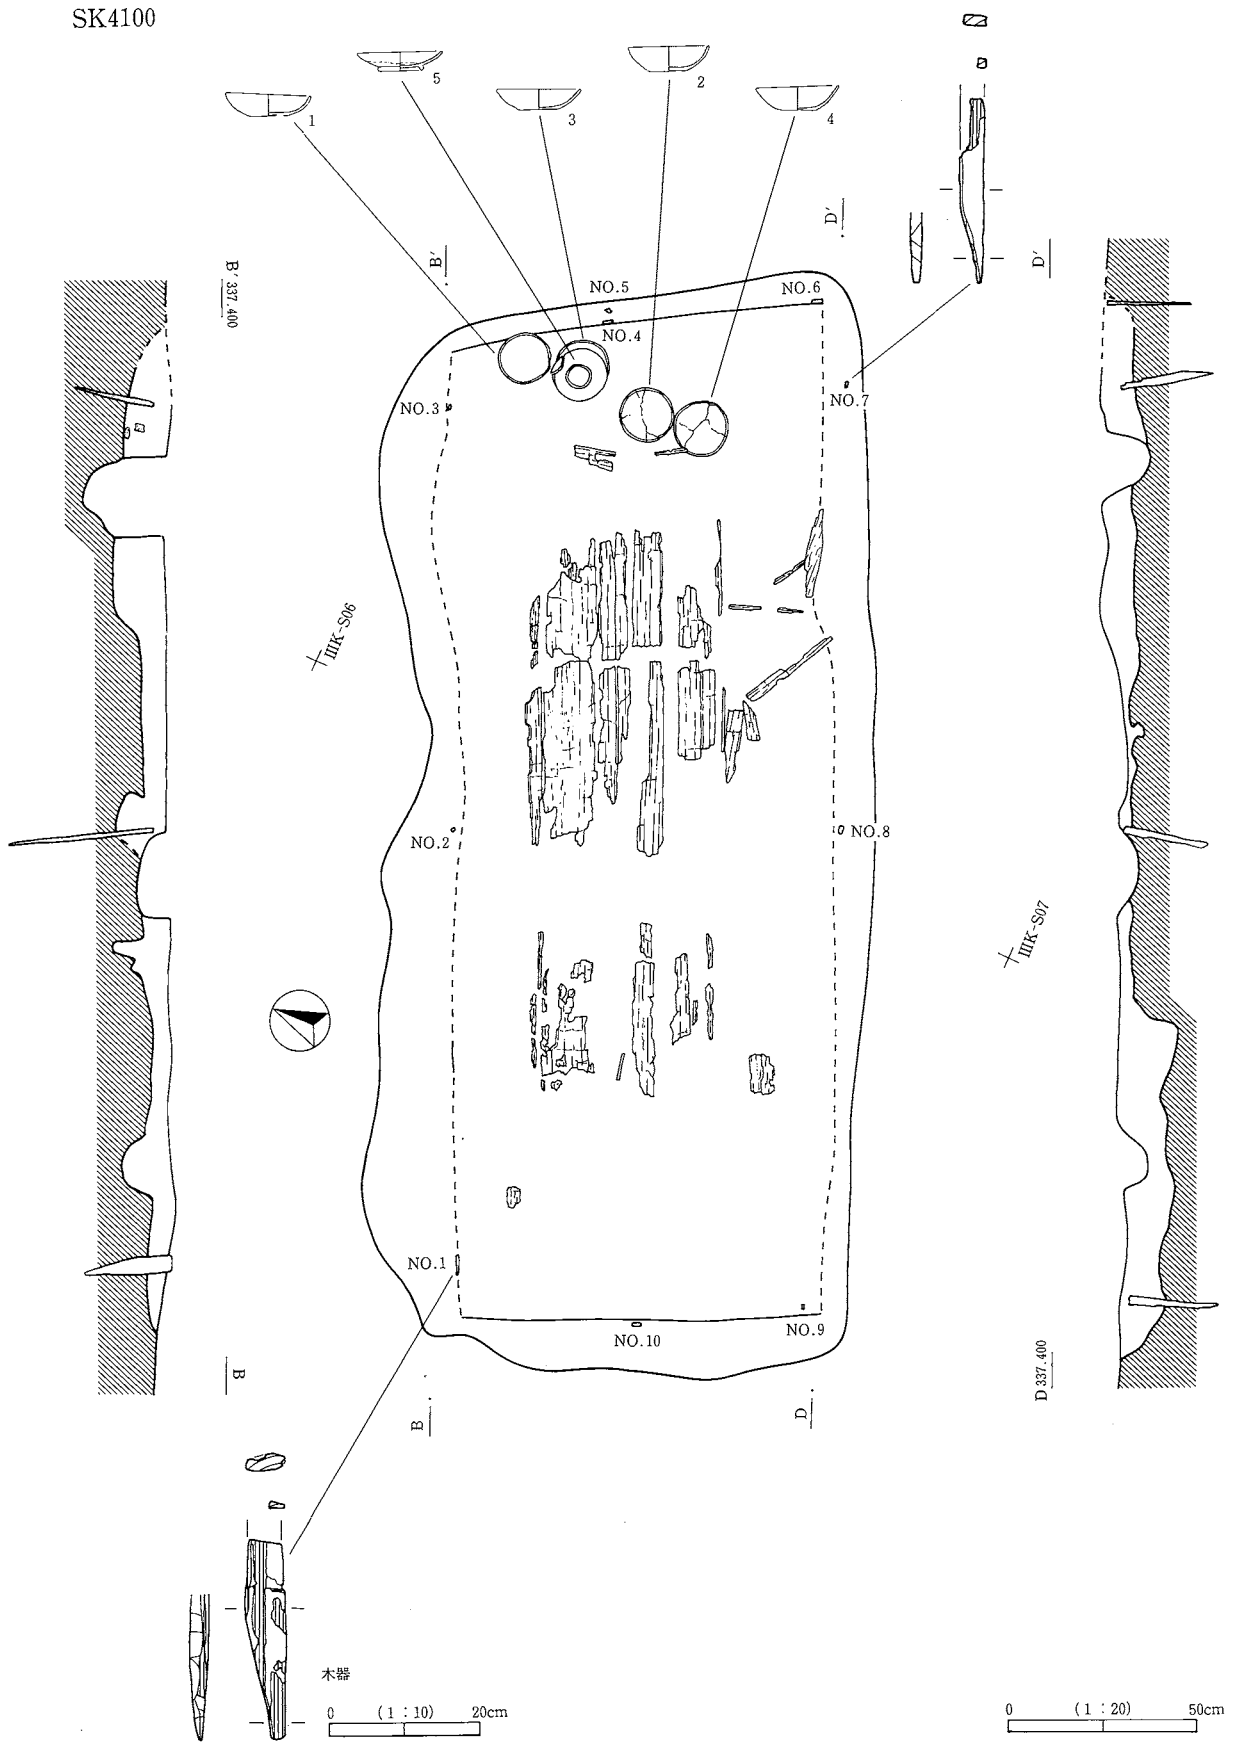 SK4100
5
2
1
3
4
D'
B'
D'
B' 337.400
NO.5
NO.6
NO.4
NO.3
NO.7
IIIK-S06
NO.2
NO.8
IIIK-S07
NO.1
NO.9
NO.10
B
D 337.400
B
D
木器
0 (1:10) 20cm
0 (1:20) 50cm